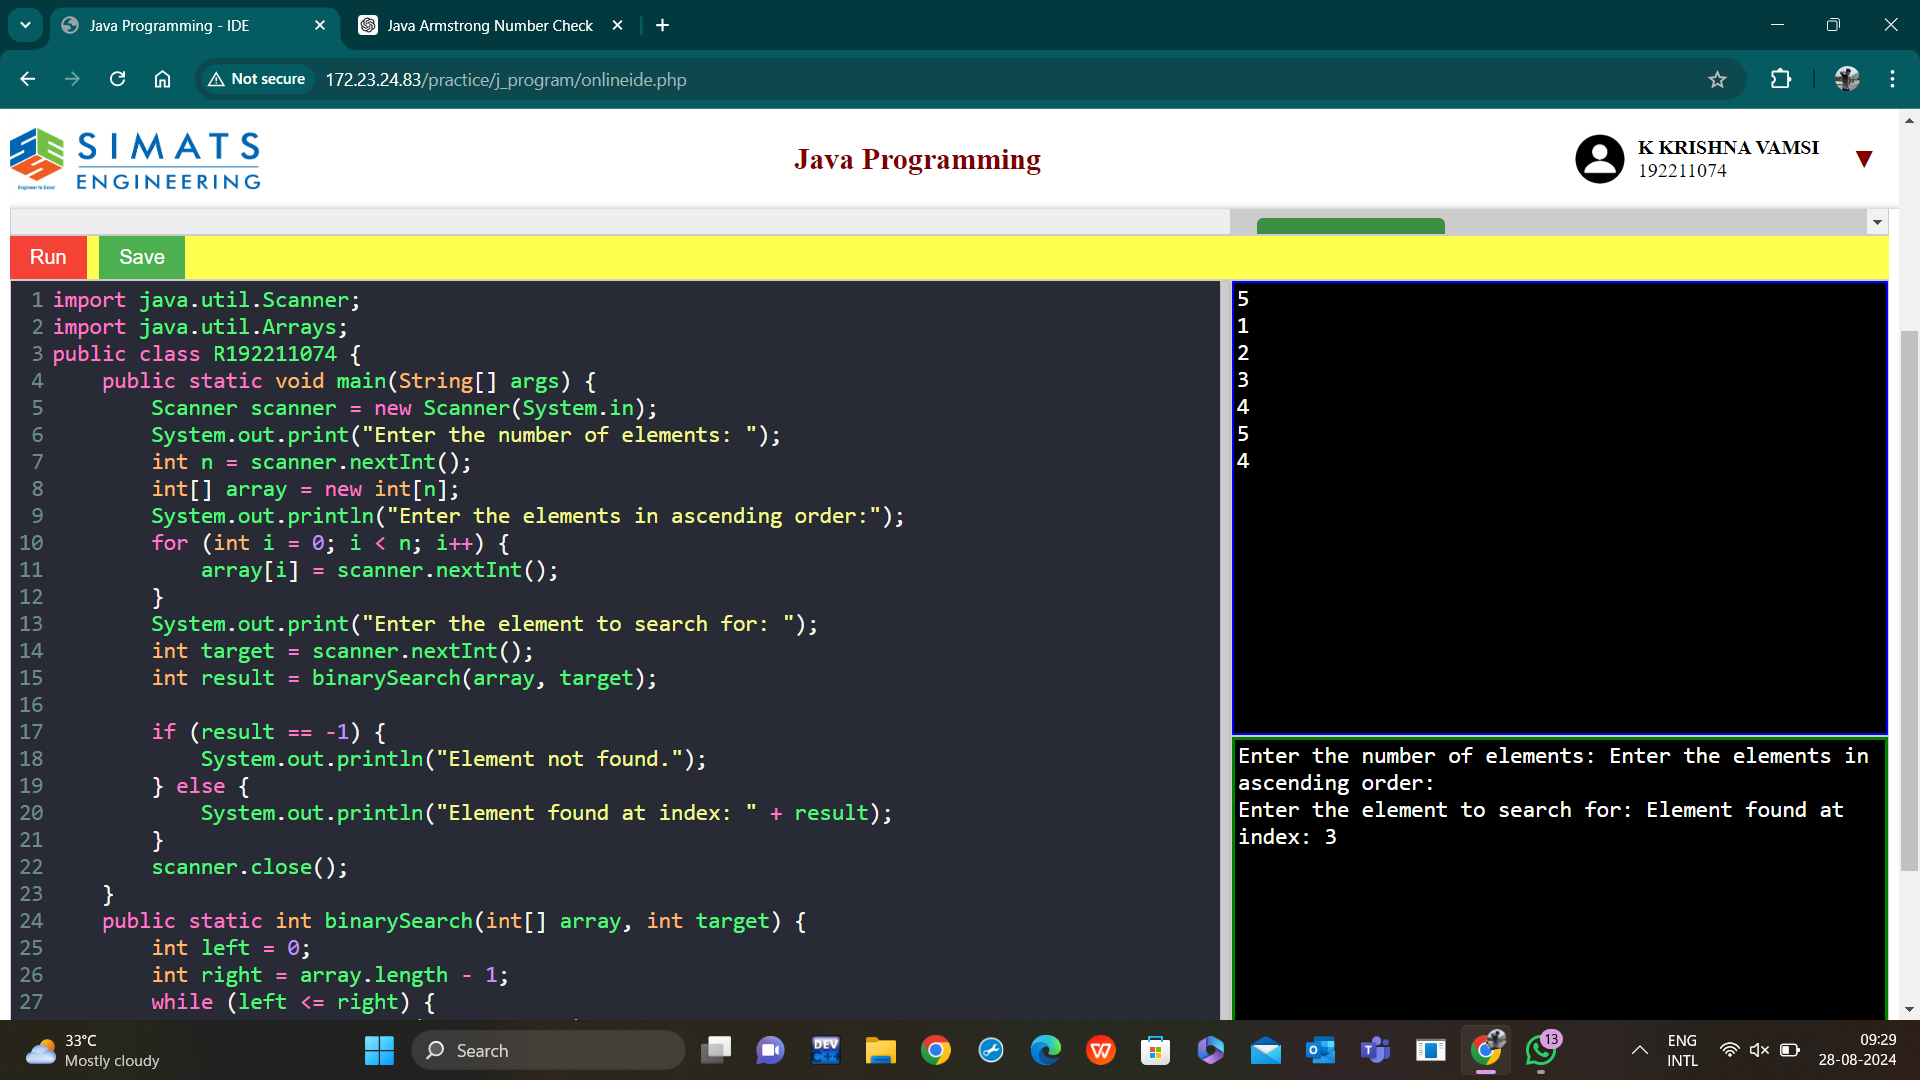 Java Programming - IDE
Java Armstrong Number Check
Not secure
172.23.24.83/practice/j_program/onlineide.php
SIMATS
ENGINEERING
Engineer to Excel
Java Programming
K KRISHNA VAMSI
192211074
Run
Save
1 import java.util.Scanner;
2 import java.util.Arrays;
3 public class R192211074 {
4 public static void main(String[] args) {
5 Scanner scanner = new Scanner(System.in);
6 System.out.print("Enter the number of elements: ");
7 int n = scanner.nextInt();
8 int[] array = new int[n];
9 System.out.println("Enter the elements in ascending order:");
10 for (int i = 0; i < n; i++) {
11 array[i] = scanner.nextInt();
12 }
13 System.out.print("Enter the element to search for: ");
14 int target = scanner.nextInt();
15 int result = binarySearch(array, target);
16
17 if (result == -1) {
18 System.out.println("Element not found.");
19 } else {
20 System.out.println("Element found at index: " + result);
21 }
22 scanner.close();
23 }
24 public static int binarySearch(int[] array, int target) {
25 int left = 0;
26 int right = array.length - 1;
27 while (left <= right) {
5
1
2
3
4
5
4
Enter the number of elements: Enter the elements in
ascending order:
Enter the element to search for: Element found at
index: 3
33°C
Mostly cloudy
Search
DEV
C++
13
ENG
INTL
09:29
28-08-2024